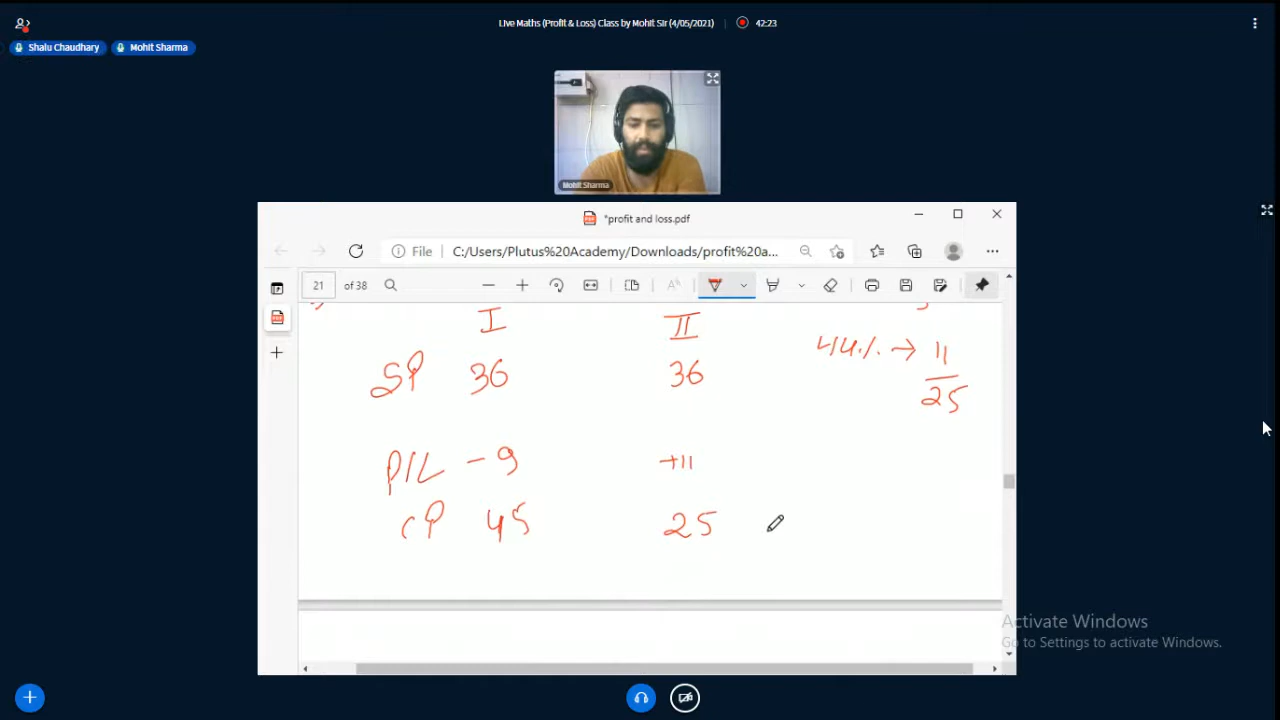 Live Maths (Profit & Loss) Class by Mohit Sir (4/05/2021) 42:23
Shalu Chaudhary Mohit Sharma
Mohit Sharma
*profit and loss.pdf
File C:/Users/Plutus%20Academy/Downloads/profit%20a...
21 of 38
I II
44% → 11
25
SP 36 36
P/L - 9 +11
CP 45 25
Activate Windows
Go to Settings to activate Windows.